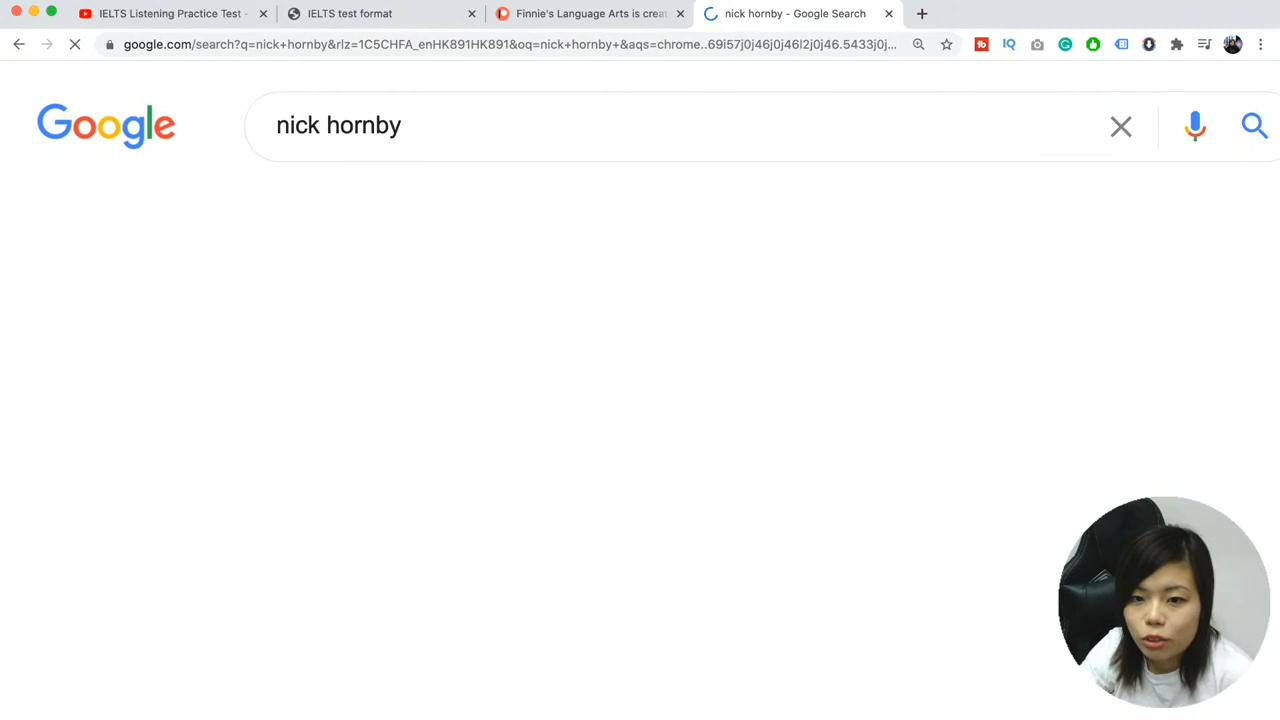 IELTS Listening Practice Test -
IELTS test format
Finnie's Language Arts is creat
nick hornby - Google Search
google.com/search?q=nick+hornby&rlz=1C5CHFA_enHK891HK891&oq=nick+hornby+&aqs=chrome..69i57j0j46j0j46l2j0j46.5433j0j...
Google
nick hornby